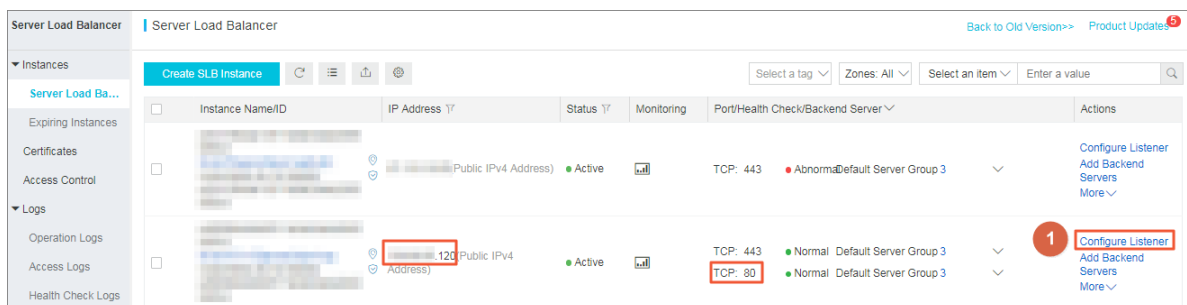 Server Load Balancer
Server Load Balancer
Back to Old Version>>
Product Updates
5
Instances
Create SLB Instance
Select a tag
Zones: All
Select an item
Enter a value
Server Load Ba...
Instance Name/ID
IP Address
Status
Monitoring
Port/Health Check/Backend Server
Actions
Expiring Instances
Certificates
Access Control
Logs
Operation Logs
Access Logs
Health Check Logs
Public IPv4 Address)
Active
TCP: 443
Abnormal
Default Server Group 3
Configure Listener
Add Backend
Servers
More
.120(Public IPv4
Address)
Active
TCP: 443
Normal Default Server Group 3
TCP: 80
Normal Default Server Group 3
1
Configure Listener
Add Backend
Servers
More